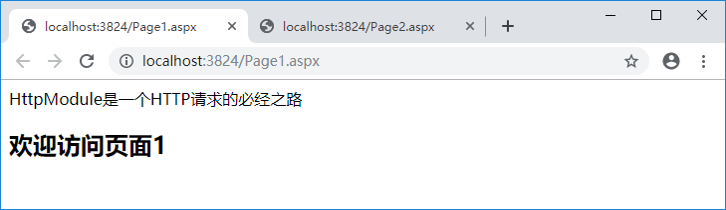 localhost:3824/Page1.aspx
localhost:3824/Page2.aspx
localhost:3824/Page1.aspx
HttpModule是一个HTTP请求的必经之路
欢迎访问页面1